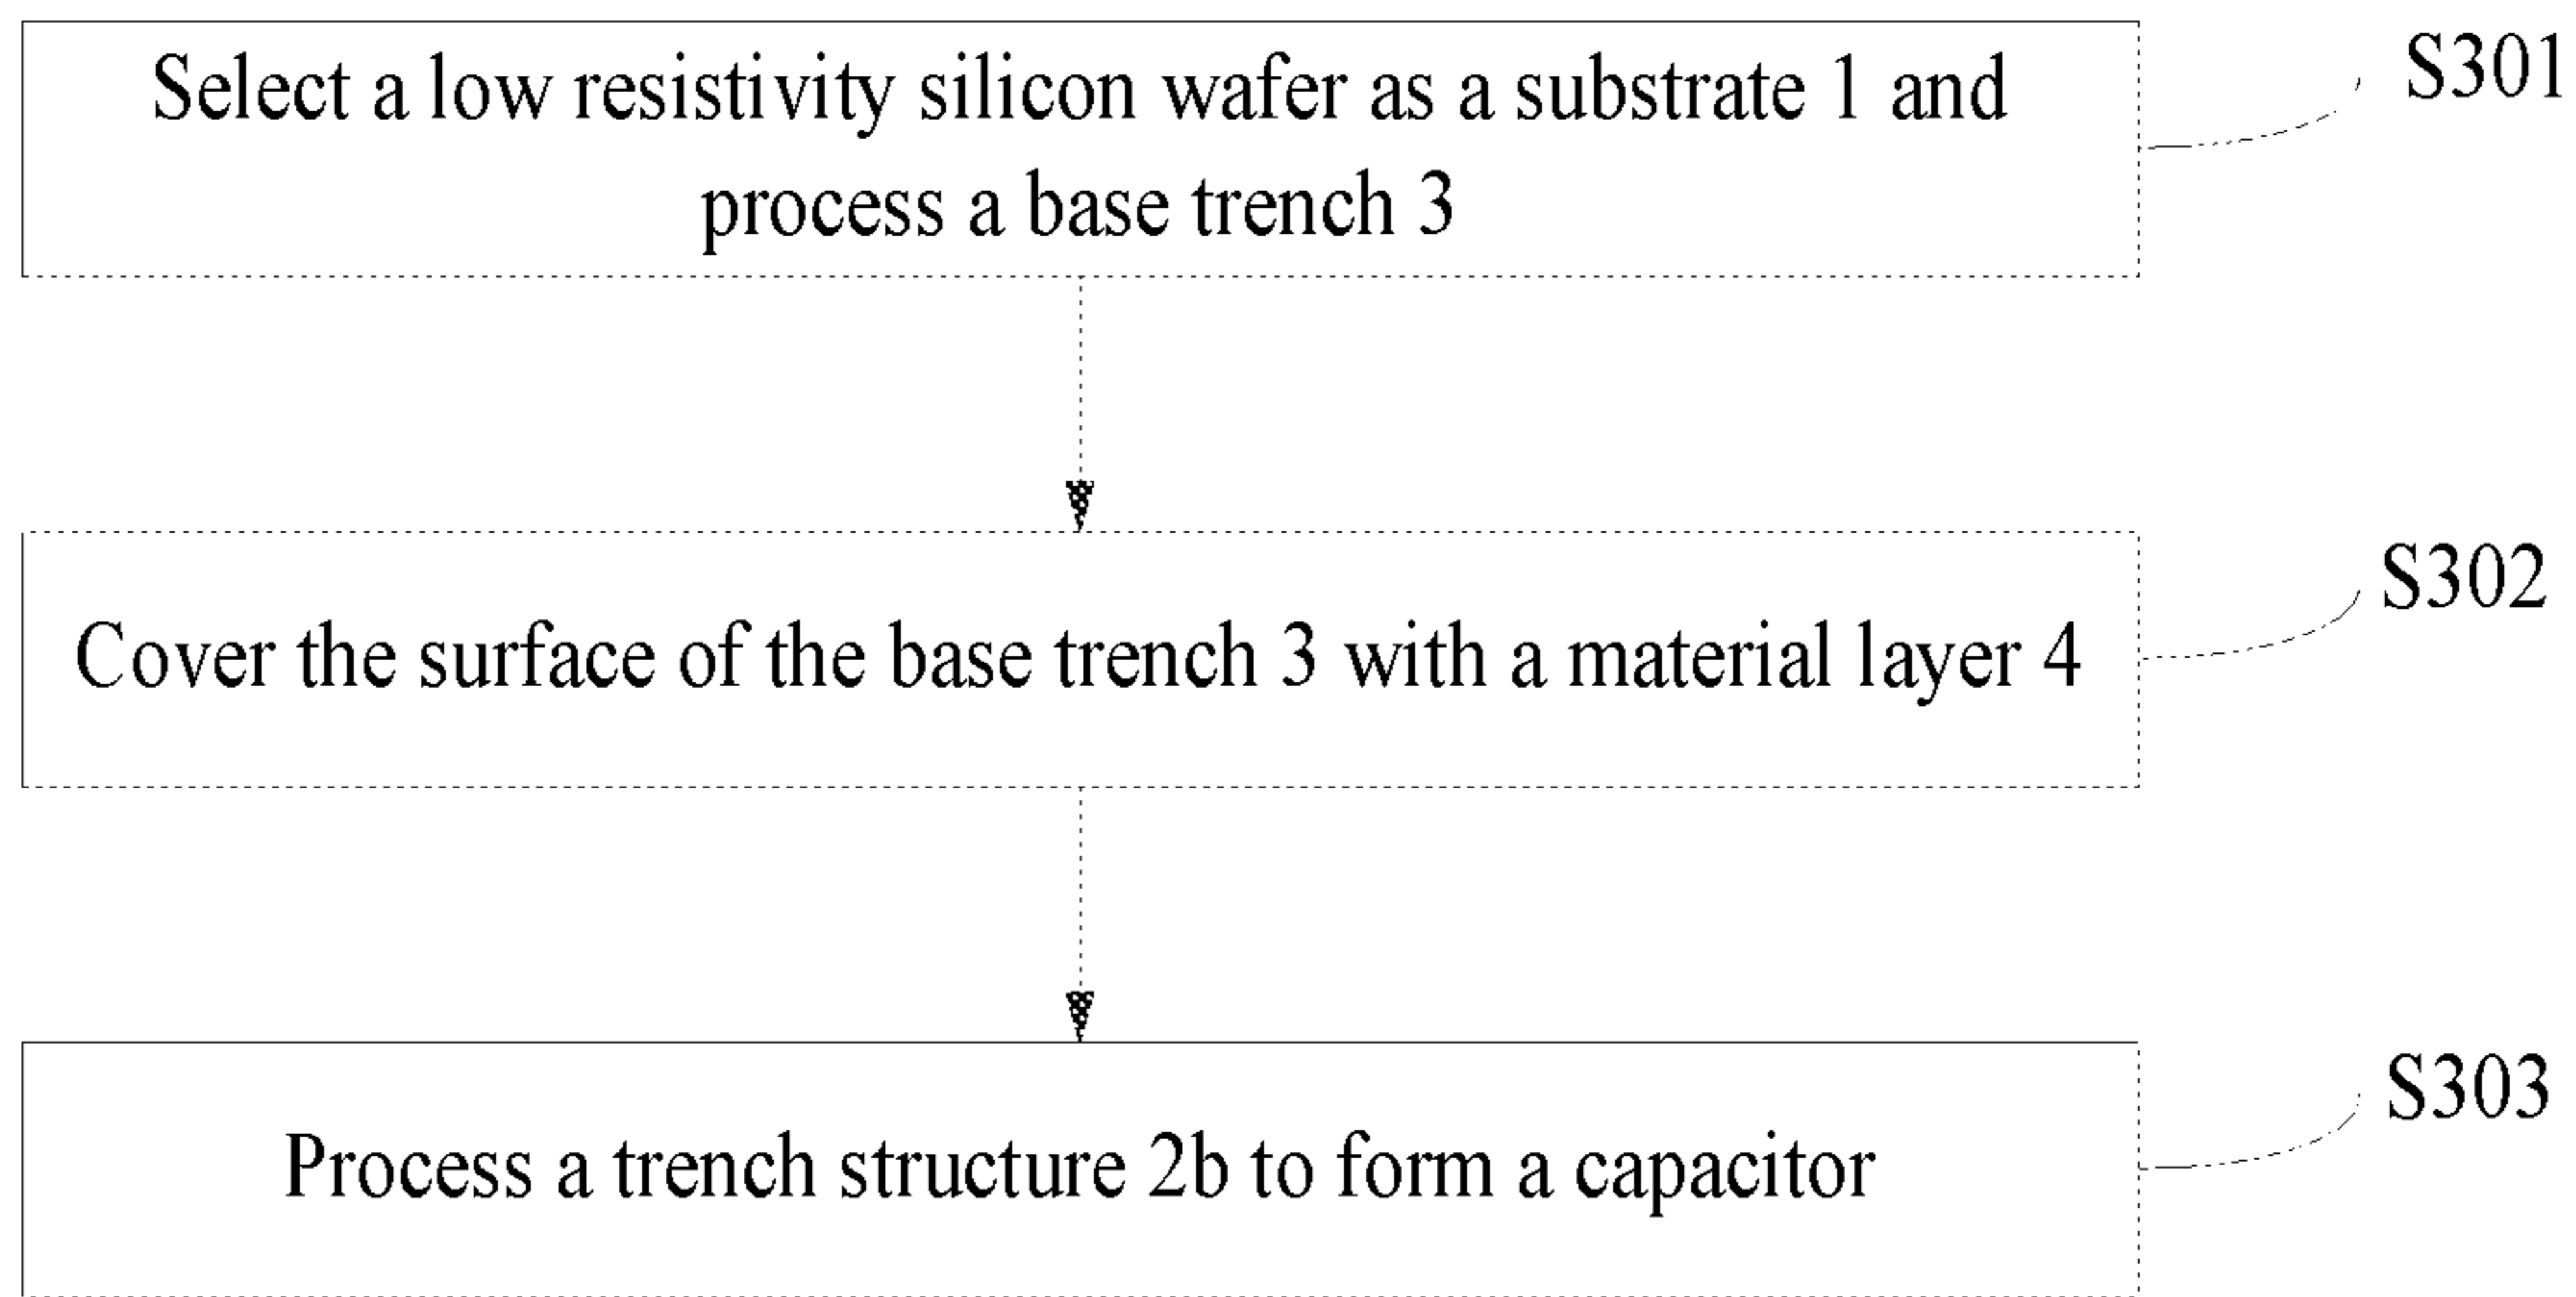 Select a low resistivity silicon wafer as a substrate 1 and
process a base trench 3
S301
Cover the surface of the base trench 3 with a material layer 4
S302
Process a trench structure 2b to form a capacitor
S303